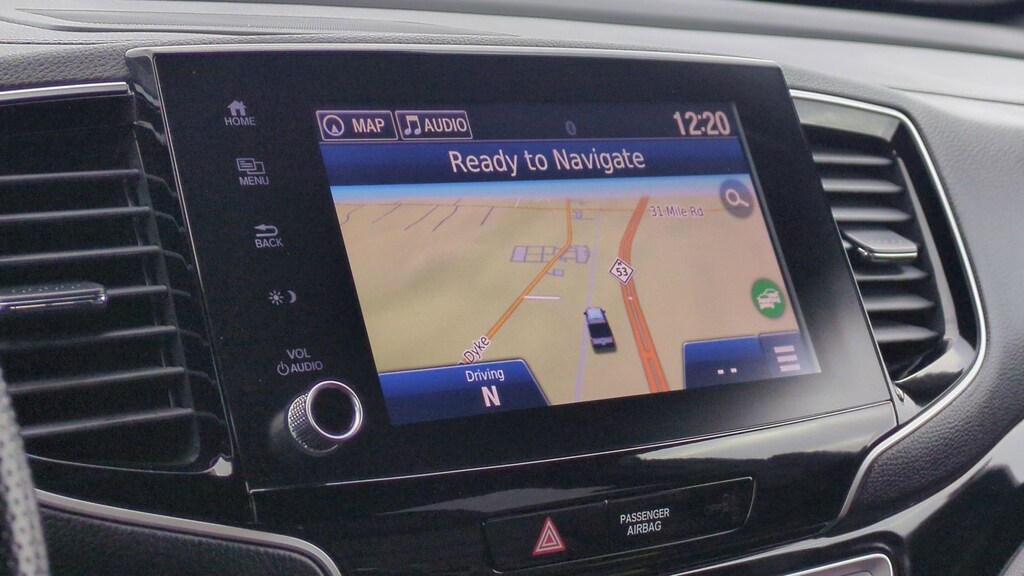 HOME
MENU
BACK
VOL
AUDIO
MAP
AUDIO
12:20
Ready to Navigate
31 Mile Rd
53
Dyke
Driving
N
--
PASSENGER
AIRBAG